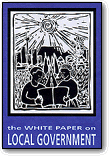 the WHITE PAPER on
LOCAL GOVERNMENT